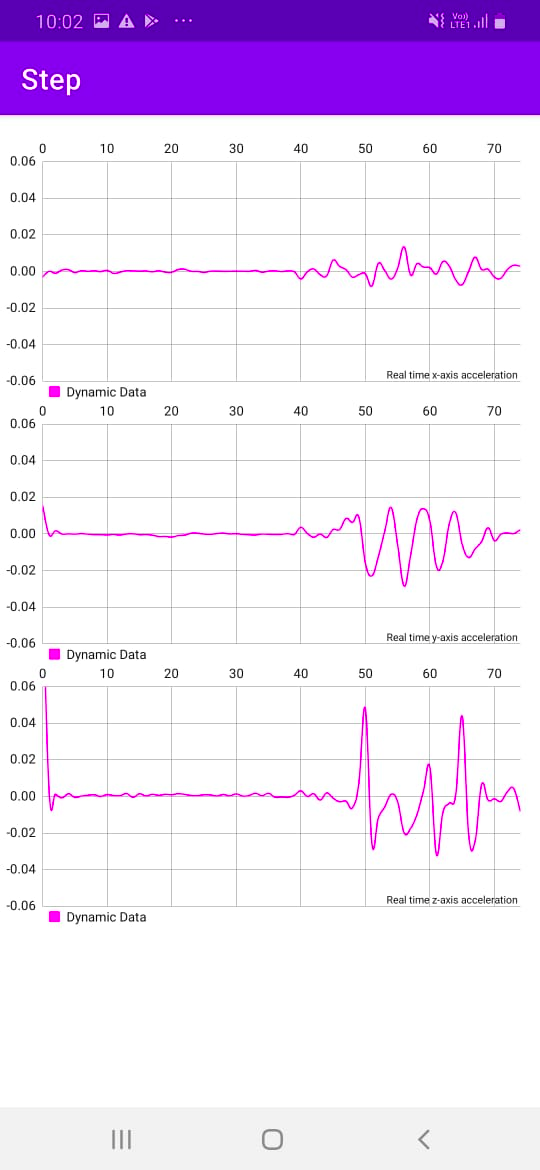 10:02 Vo)) LTE1
Step
0 10 20 30 40 50 60 70
0.06
0.04
0.02
0.00
-0.02
-0.04
-0.06
Real time x-axis acceleration
Dynamic Data
0 10 20 30 40 50 60 70
0.06
0.04
0.02
0.00
-0.02
-0.04
-0.06
Real time y-axis acceleration
Dynamic Data
0 10 20 30 40 50 60 70
0.06
0.04
0.02
0.00
-0.02
-0.04
-0.06
Real time z-axis acceleration
Dynamic Data